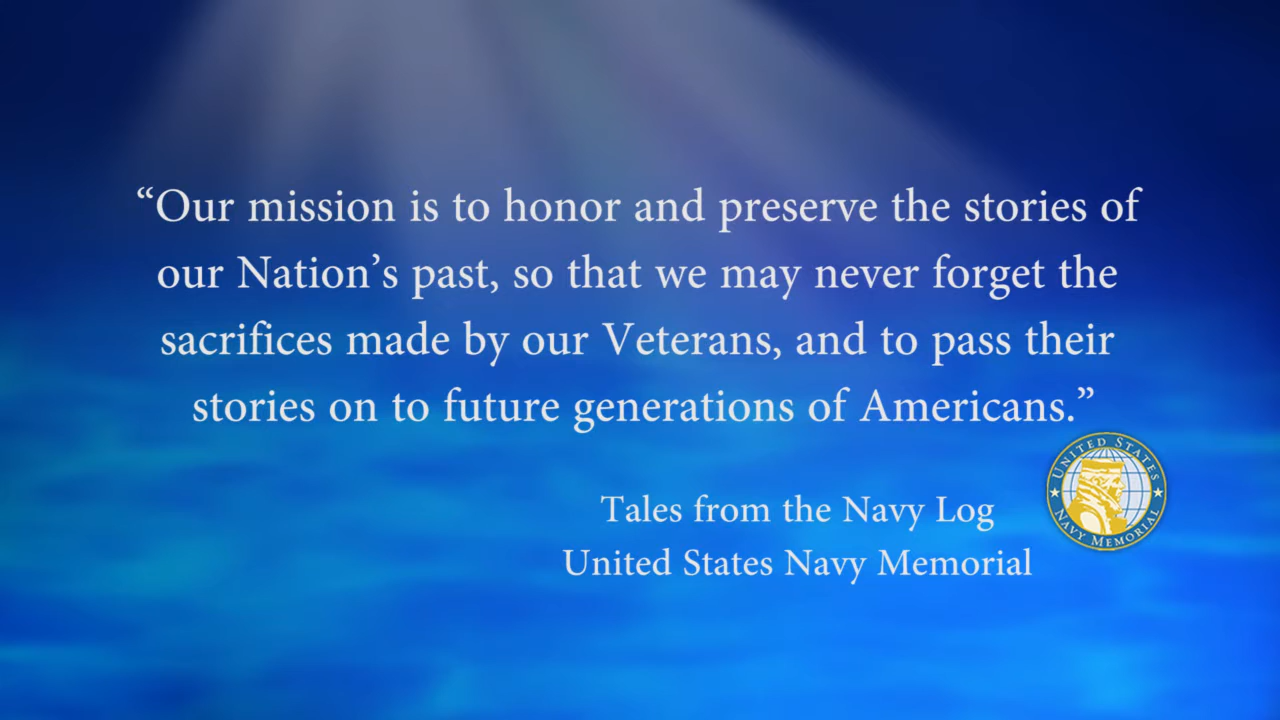 “Our mission is to honor and preserve the stories of
our Nation’s past, so that we may never forget the
sacrifices made by our Veterans, and to pass their
stories on to future generations of Americans.”
Tales from the Navy Log
United States Navy Memorial
UNITED STATES
NAVY MEMORIAL